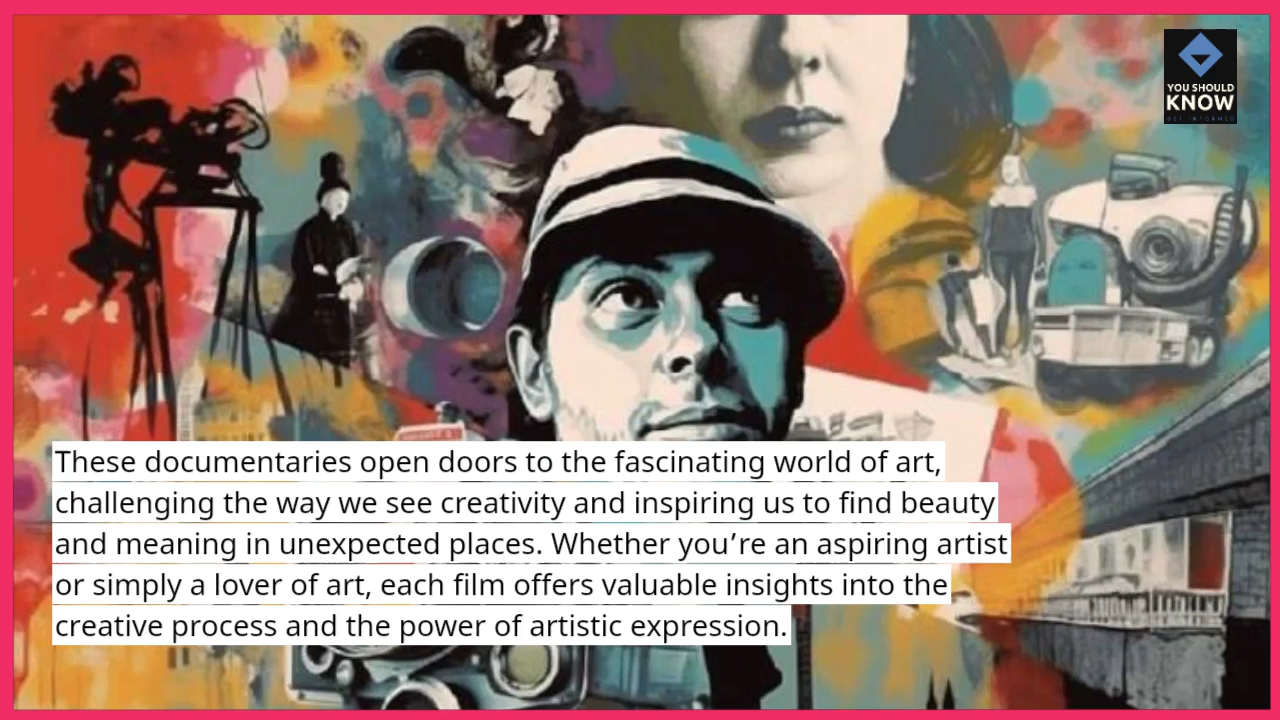 YOU SHOULD
KNOW
GET INFORMED
These documentaries open doors to the fascinating world of art,
challenging the way we see creativity and inspiring us to find beauty
and meaning in unexpected places. Whether you’re an aspiring artist
or simply a lover of art, each film offers valuable insights into the
creative process and the power of artistic expression.